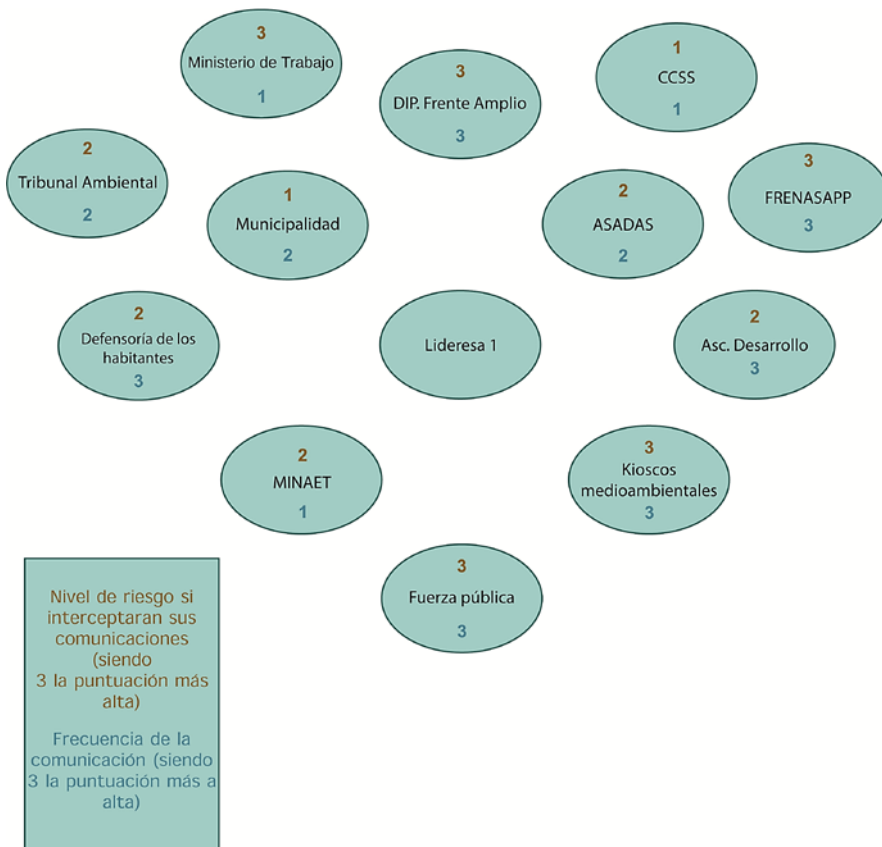 3
Ministerio de Trabajo
1
3
DIP. Frente Amplio
3
1
CCSS
1
2
Tribunal Ambiental
2
1
Municipalidad
2
2
ASADAS
2
3
FRENASAPP
3
2
Defensoría de los
habitantes
3
Lideresa 1
2
Asc. Desarrollo
3
2
MINAET
1
3
Kioscos
medioambientales
3
3
Fuerza pública
3
Nivel de riesgo si
interceptaran sus
comunicaciones
(siendo
3 la puntuación más
alta)
Frecuencia de la
comunicación (siendo
3 la puntuación más a
alta)